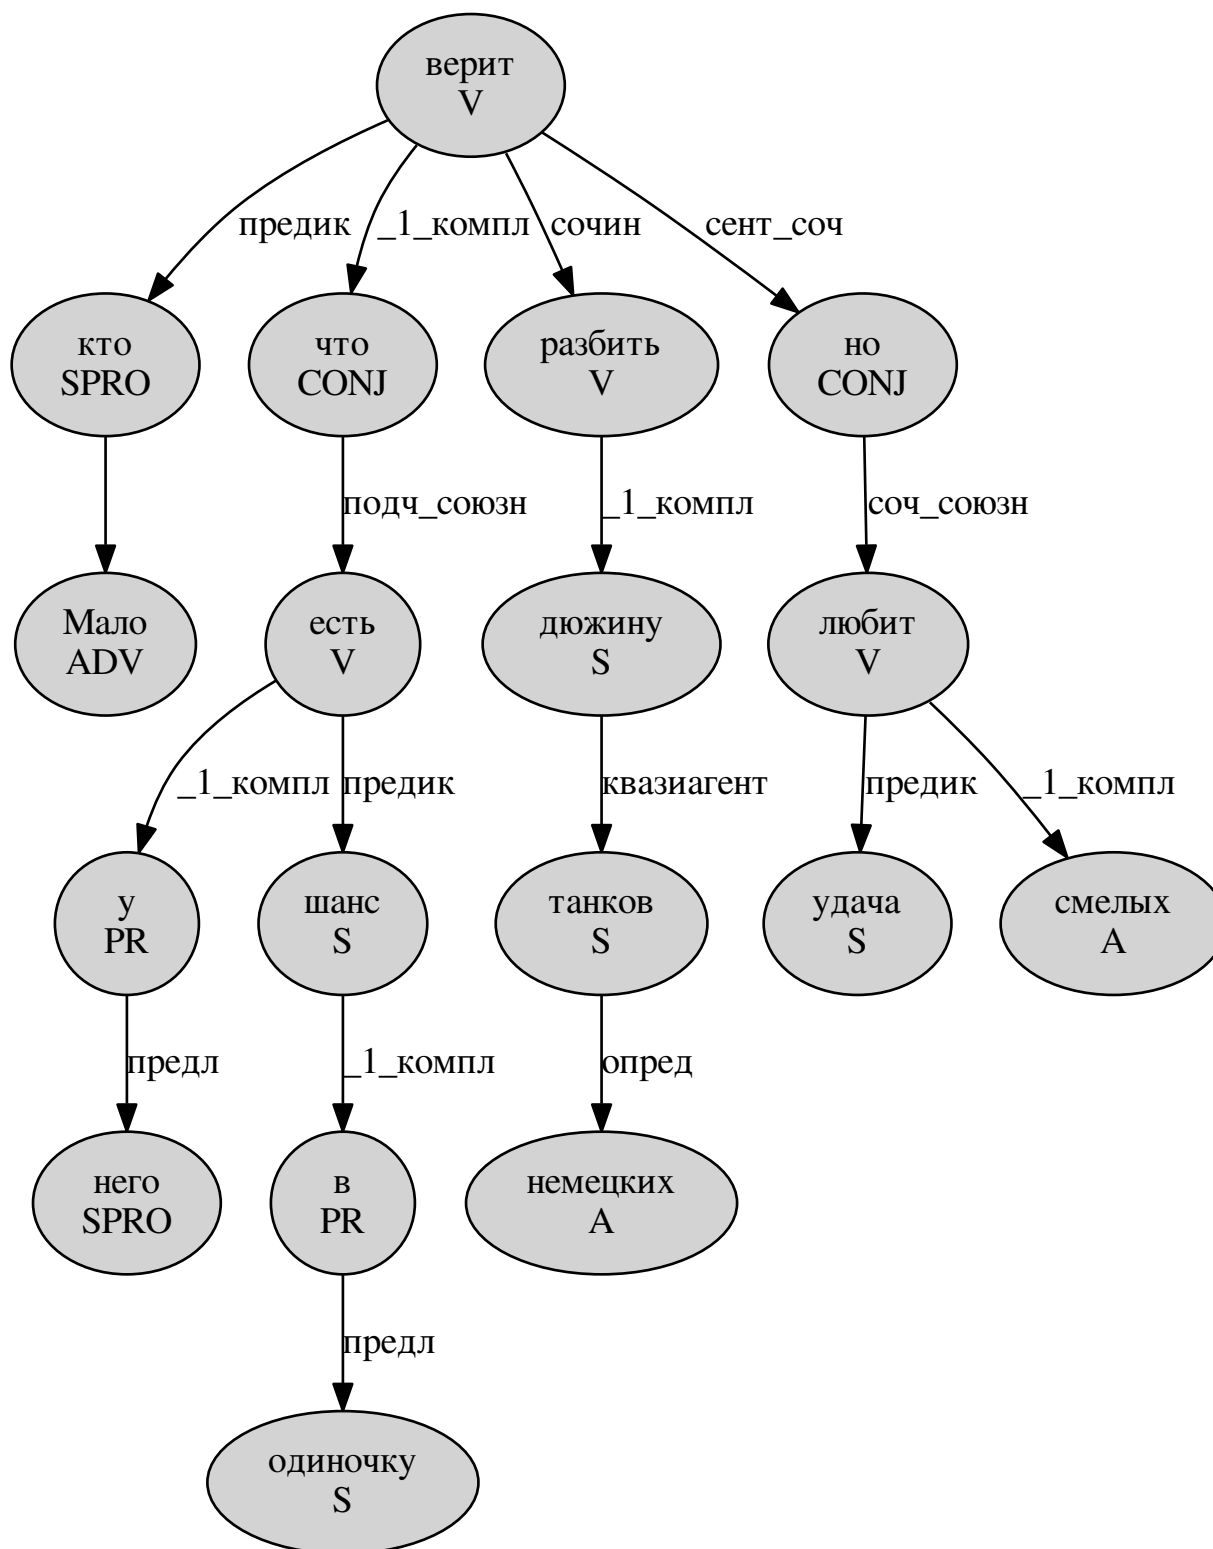 верит
V
предик
_1_компл
сочин
сент_соч
кто
SPRO
что
CONJ
разбить
V
но
CONJ
подч_союзн
_1_компл
соч_союзн
Мало
ADV
есть
V
дюжину
S
любит
V
_1_компл
предик
квазиагент
предик
_1_компл
у
PR
шанс
S
танков
S
удача
S
смелых
A
предл
_1_компл
опред
него
SPRO
в
PR
немецких
A
предл
одиночку
S